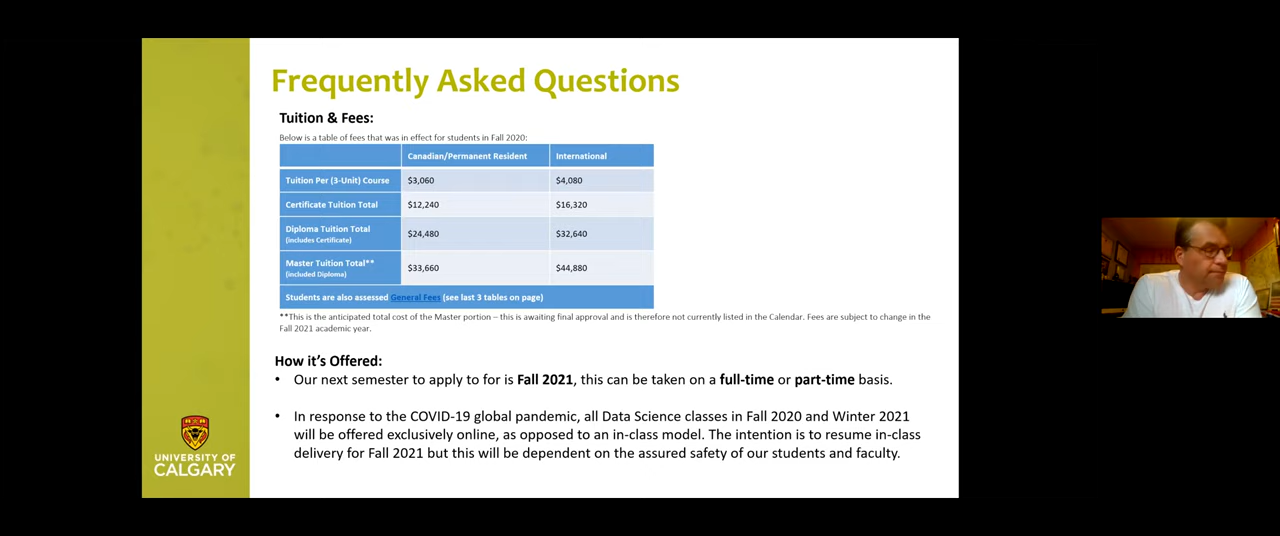 Frequently Asked Questions
Tuition & Fees:
Below is a table of fees that was in effect for students in Fall 2020:
Canadian/Permanent Resident International
Tuition Per (3-Unit) Course $3,060 $4,080
Certificate Tuition Total $12,240 $16,320
Diploma Tuition Total
(includes Certificate) $24,480 $32,640
Master Tuition Total**
(included Diploma) $33,660 $44,880
Students are also assessed General Fees (see last 3 tables on page)
**This is the anticipated total cost of the Master portion – this is awaiting final approval and is therefore not currently listed in the Calendar. Fees are subject to change in the
Fall 2021 academic year.
How it's Offered:
• Our next semester to apply to for is Fall 2021, this can be taken on a full-time or part-time basis.
• In response to the COVID-19 global pandemic, all Data Science classes in Fall 2020 and Winter 2021
will be offered exclusively online, as opposed to an in-class model. The intention is to resume in-class
delivery for Fall 2021 but this will be dependent on the assured safety of our students and faculty.
UNIVERSITY OF
CALGARY